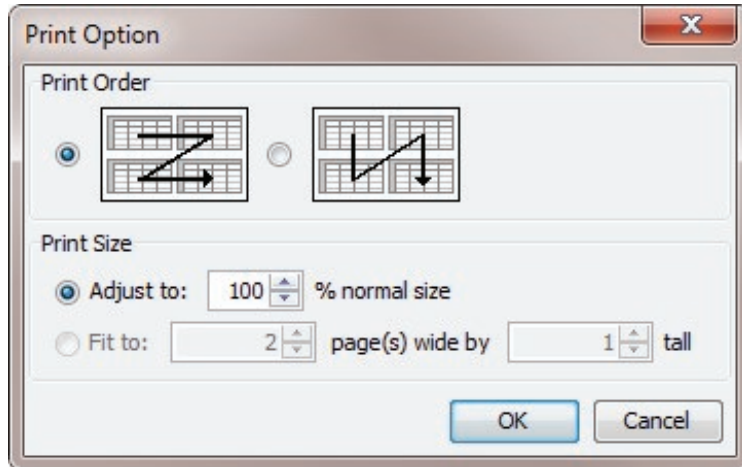 Print Option
Print Order
Print Size
Adjust to: 100 % normal size
Fit to: 2 page(s) wide by 1 tall
OK Cancel